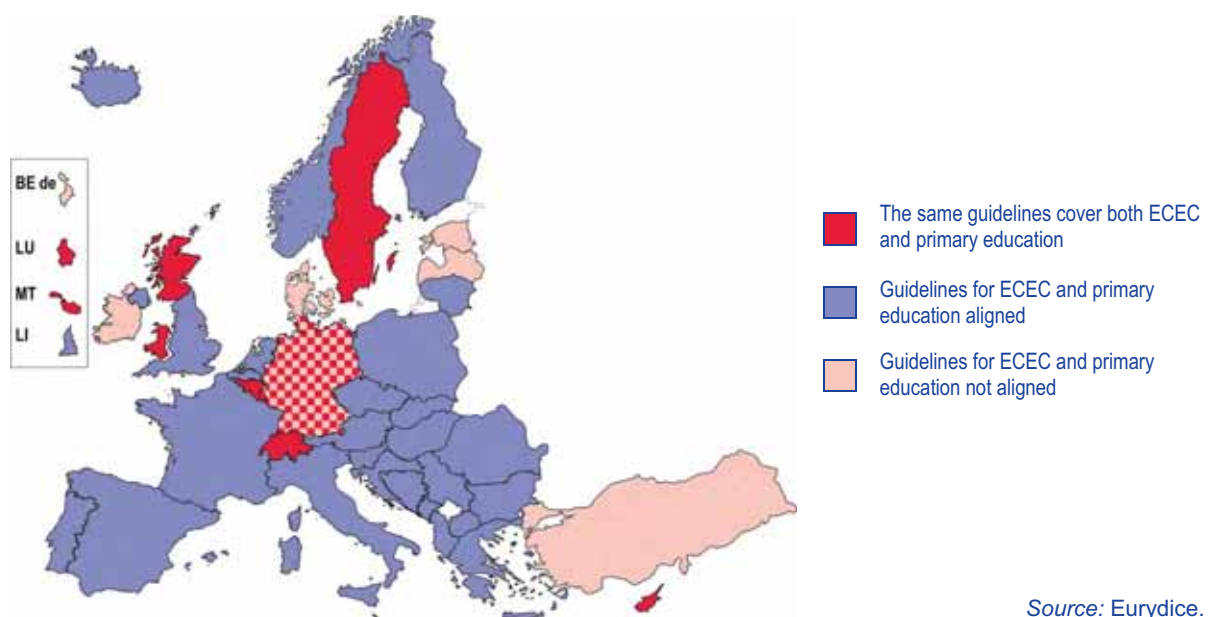 BE de
LU
MT
LI
The same guidelines cover both ECEC
and primary education
Guidelines for ECEC and primary
education aligned
Guidelines for ECEC and primary
education not aligned
Source: Eurydice.